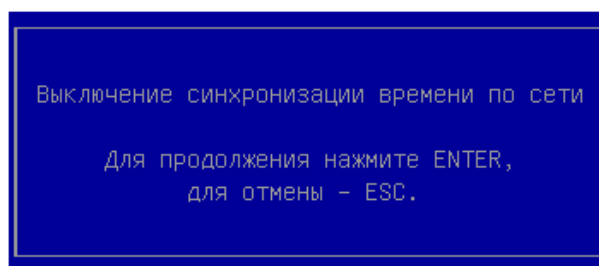 Выключение синхронизации времени по сети
Для продолжения нажмите ENTER,
для отмены – ESC.